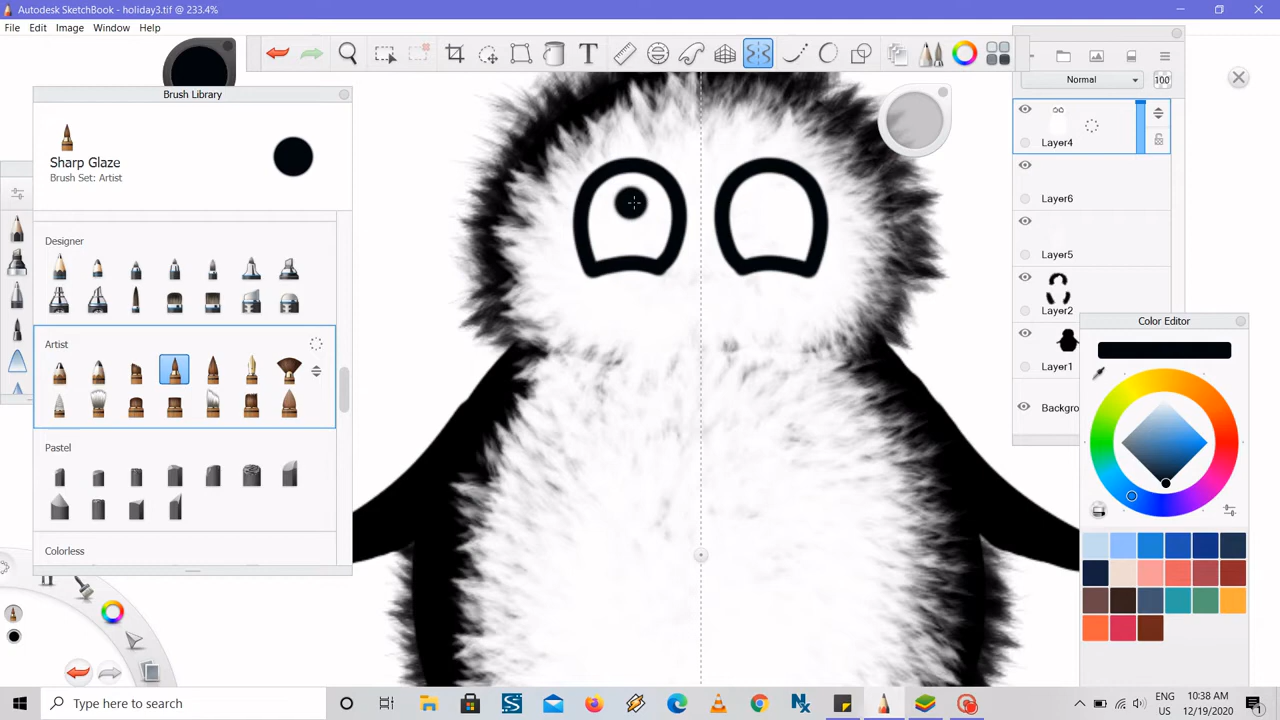 Autodesk SketchBook - holiday3.tif @ 233.4%
File Edit Image Window Help
Brush Library
Sharp Glaze
Brush Set: Artist
Designer
Artist
Pastel
Colorless
Normal
100
Layer4
Layer6
Layer5
Layer2
Layer1
Backgro
Color Editor
Type here to search
ENG
US
10:35 AM
12/19/2020
1